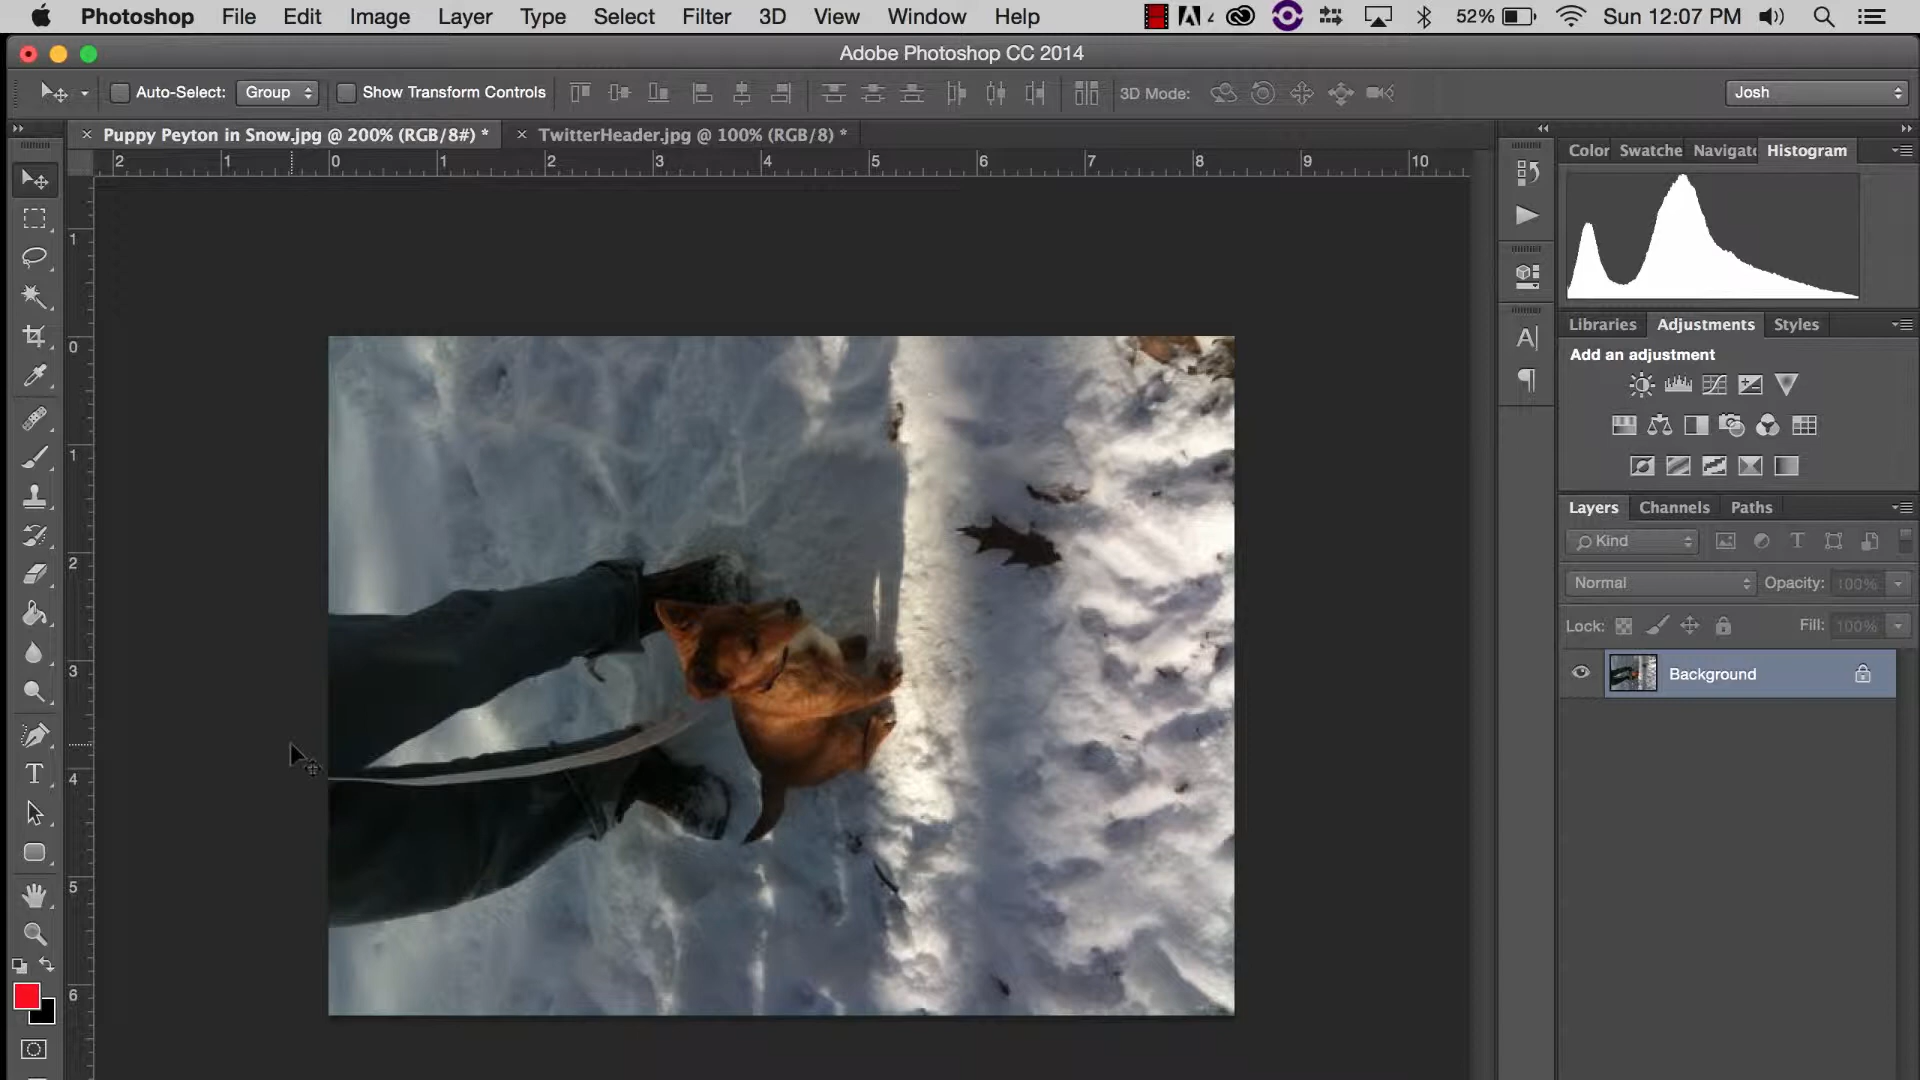 Photoshop File Edit Image Layer Type Select Filter 3D View Window Help 52% Sun 12:07 PM
Adobe Photoshop CC 2014
Auto-Select: Group Show Transform Controls 3D Mode: Josh
Puppy Peyton in Snow.jpg @ 200% (RGB/8#) * TwitterHeader.jpg @ 100% (RGB/8) *
2 1 0 1 2 3 4 5 6 7 8 9 10
Color Swatche Navigat Histogram
1
0
1
2
3
4
5
6
Libraries Adjustments Styles
Add an adjustment
Layers Channels Paths
Kind
Normal Opacity: 100%
Lock: Fill: 100%
Background